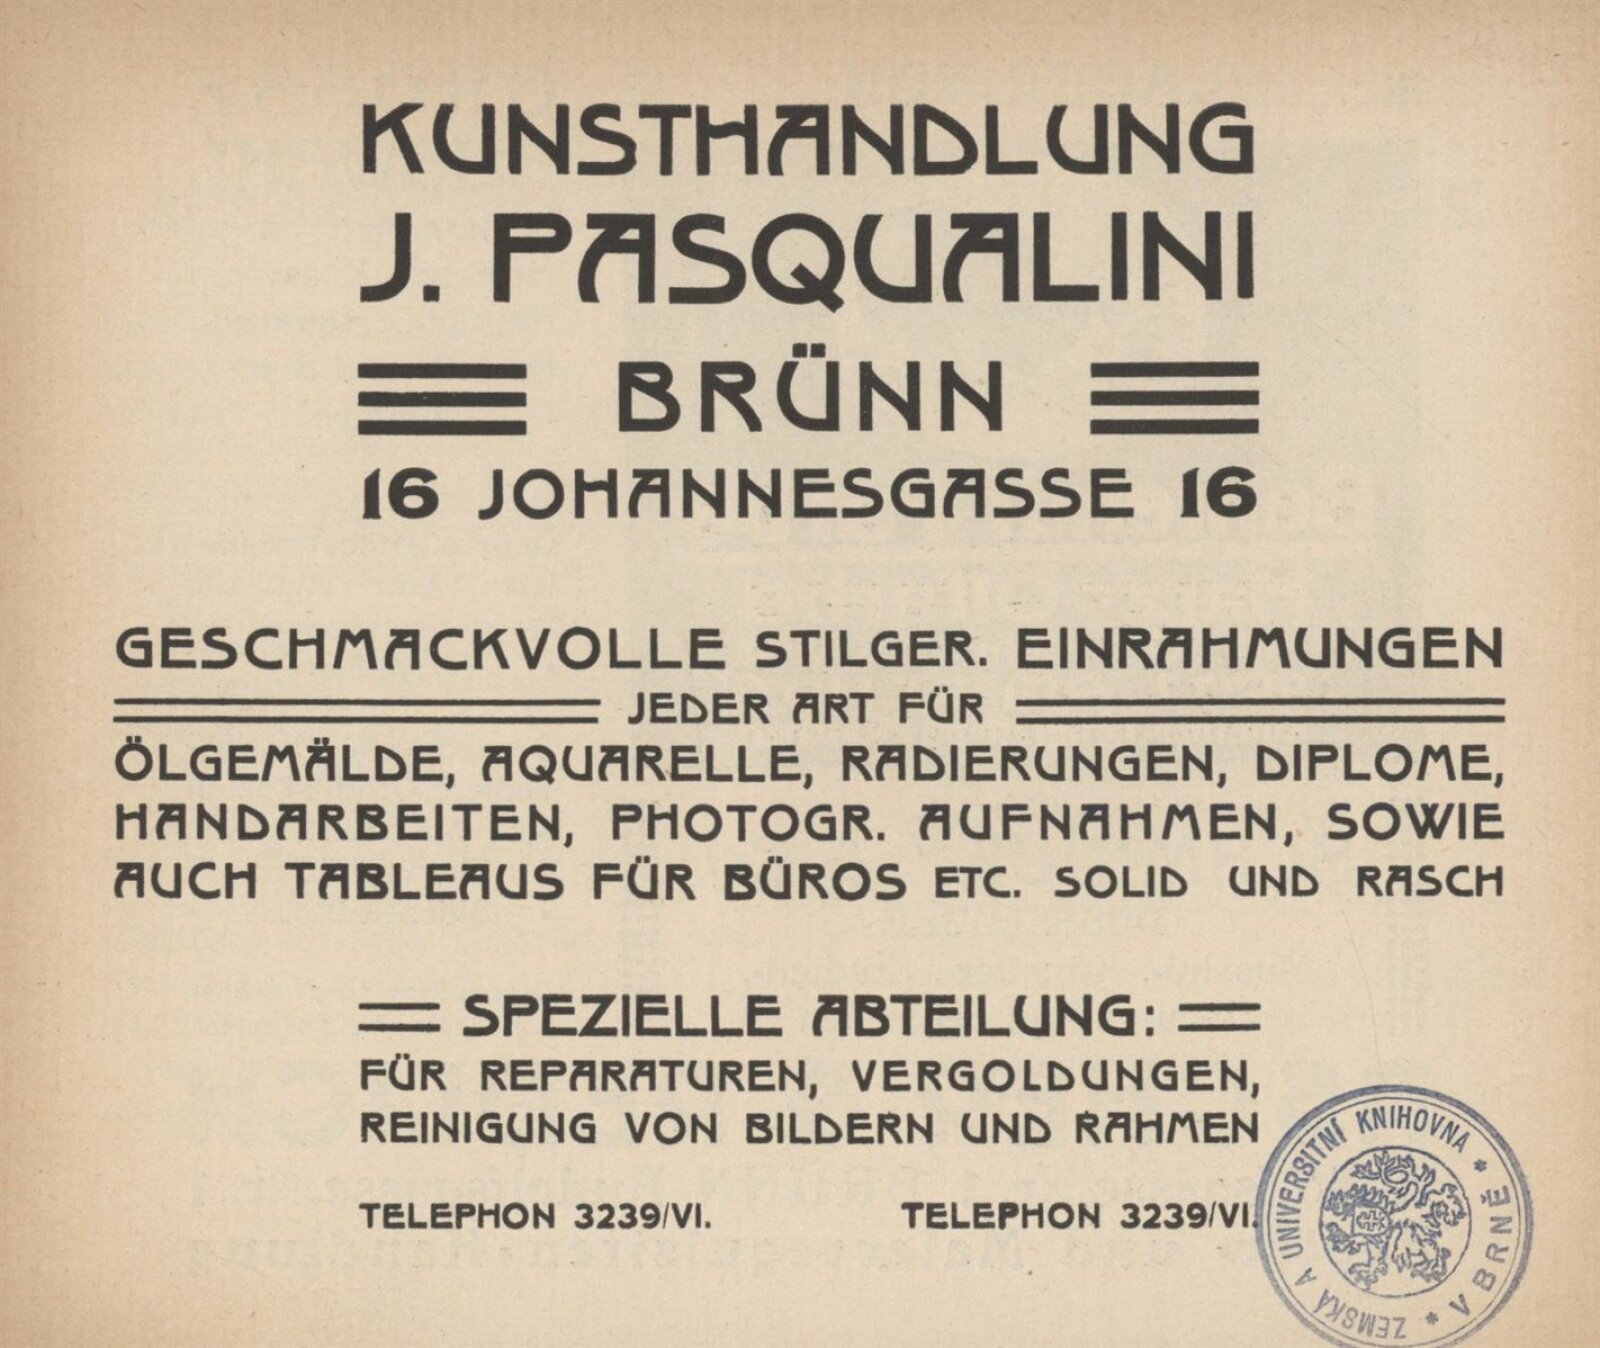 KUNSTHANDLUNG
J. PASQUALINI
BRÜNN
16 JOHANNESGASSE 16
GESCHMACKVOLLE STILGER. EINRAHMUNGEN
JEDER ART FÜR
ÖLGEMÄLDE, AQUARELLE, RADIERUNGEN, DIPLOME,
HANDARBEITEN, PHOTOGR. AUFNAHMEN, SOWIE
AUCH TABLEAUS FÜR BÜROS ETC. SOLID UND RASCH
SPEZIELLE ABTEILUNG:
FÜR REPARATUREN, VERGOLDUNGEN,
REINIGUNG VON BILDERN UND RAHMEN
TELEPHON 3239/VI. TELEPHON 3239/VI.
ZEMSKÁ A UNIVERSITNÍ KNIHOVNA * V BRNĚ *